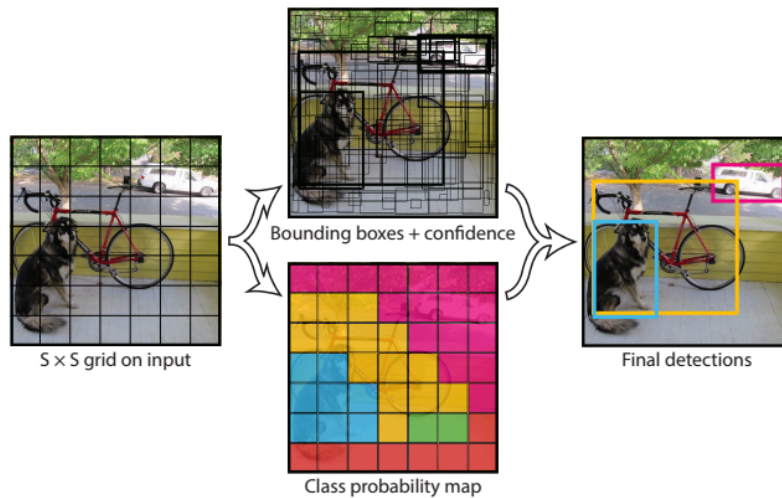 Bounding boxes + confidence
S × S grid on input
Final detections
Class probability map